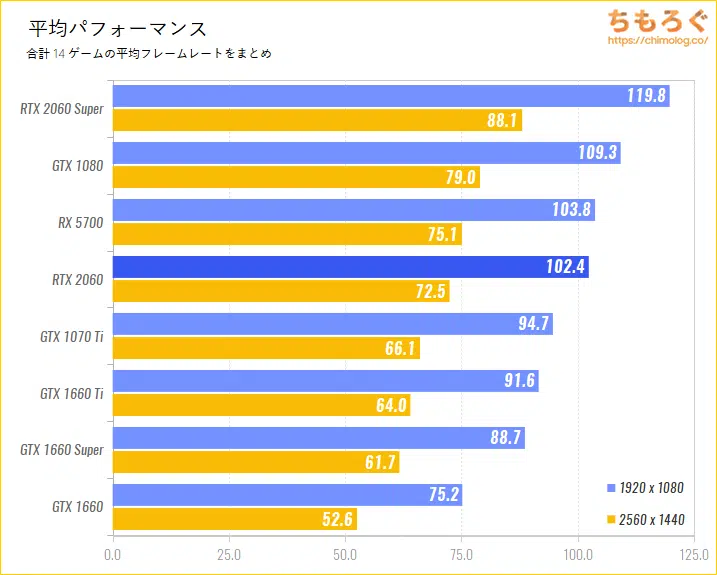 平均パフォーマンス
合計 14 ゲームの平均フレームレートをまとめ
ちもろぐ
https://chimolog.co/
RTX 2060 Super
119.8
88.1
GTX 1080
109.3
79.0
RX 5700
103.8
75.1
RTX 2060
102.4
72.5
GTX 1070 Ti
94.7
66.1
GTX 1660 Ti
91.6
64.0
GTX 1660 Super
88.7
61.7
GTX 1660
75.2
52.6
1920 x 1080
2560 x 1440
0.0 25.0 50.0 75.0 100.0 125.0